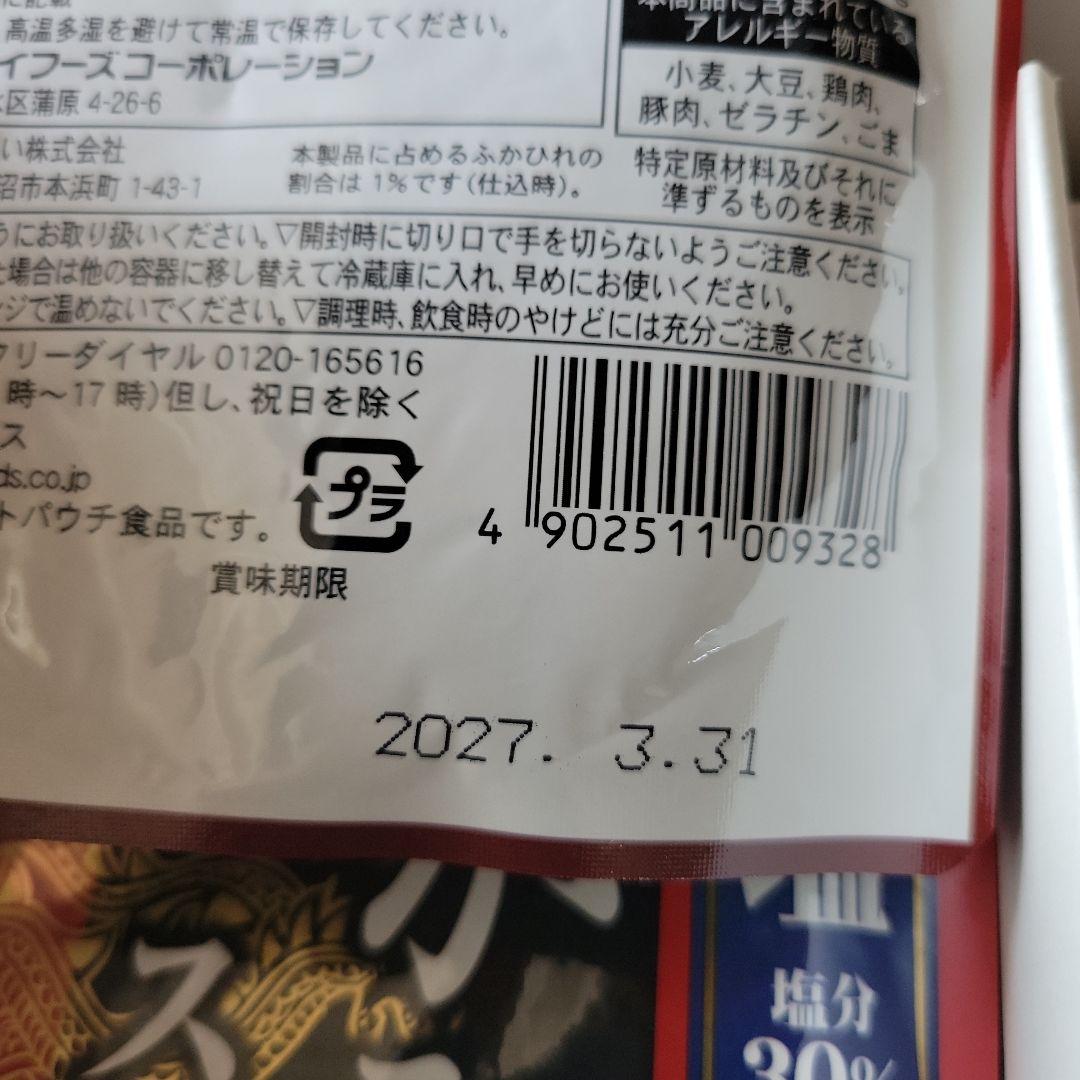 に記載
高温多湿を避けて常温で保存してください。
イフーズコーポレーション
水区蒲原 4-26-6
い株式会社
沼市本浜町 1-43-1
本製品に占めるふかひれの
割合は1%です(仕込時)。
本商品に含まれている
アレルギー物質
小麦、大豆、鶏肉、
豚肉、ゼラチン、ごま
特定原材料及びそれに
準ずるものを表示
うにお取り扱いください。▽開封時に切り口で手を切らないようご注意ください。
た場合は他の容器に移し替えて冷蔵庫に入れ、早めにお使いください。
ンジで温めないでください。▽調理時、飲食時のやけどには充分ご注意ください。
フリーダイヤル 0120-165616
時～17時)但し、祝日を除く
ス
ds.co.jp
トパウチ食品です。
プラ
4 902511 009328
賞味期限
2027. 3.31
か
ス
塩
塩分
30%